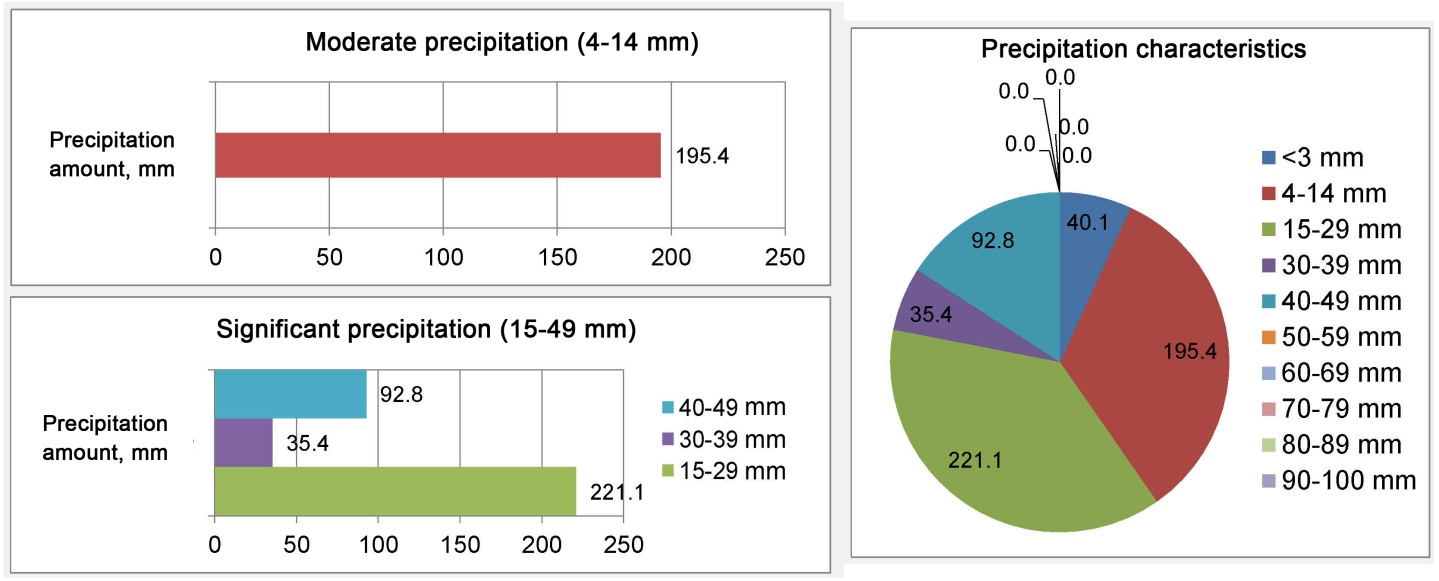 Moderate precipitation (4-14 mm)
Precipitation
amount, mm
195.4
0 50 100 150 200 250
Significant precipitation (15-49 mm)
Precipitation
amount, mm
92.8
35.4
221.1
0 50 100 150 200 250
40-49 mm
30-39 mm
15-29 mm
Precipitation characteristics
0.0
0.0
0.0
0.0
0.0
40.1
92.8
35.4
195.4
221.1
<3 mm
4-14 mm
15-29 mm
30-39 mm
40-49 mm
50-59 mm
60-69 mm
70-79 mm
80-89 mm
90-100 mm